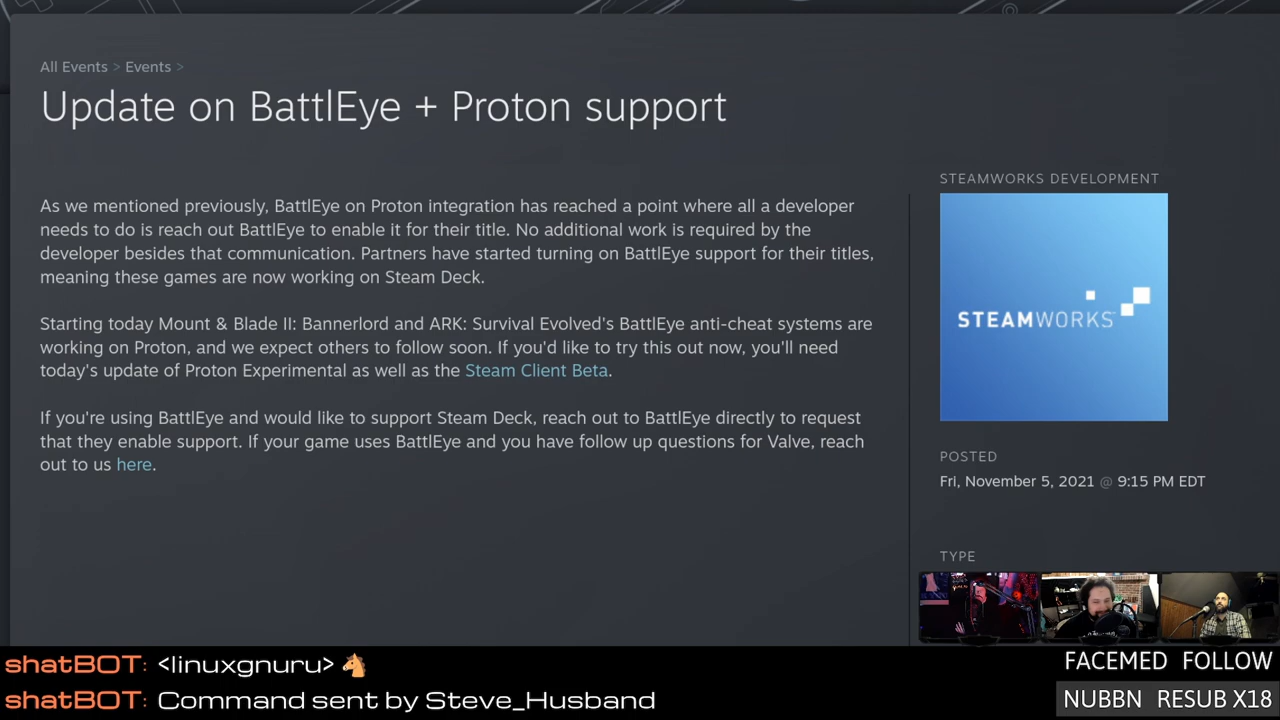 All Events > Events >
Update on BattlEye + Proton support
As we mentioned previously, BattlEye on Proton integration has reached a point where all a developer
needs to do is reach out BattlEye to enable it for their title. No additional work is required by the
developer besides that communication. Partners have started turning on BattlEye support for their titles,
meaning these games are now working on Steam Deck.
Starting today Mount & Blade II: Bannerlord and ARK: Survival Evolved's BattlEye anti-cheat systems are
working on Proton, and we expect others to follow soon. If you'd like to try this out now, you'll need
today's update of Proton Experimental as well as the Steam Client Beta.
If you're using BattlEye and would like to support Steam Deck, reach out to BattlEye directly to request
that they enable support. If your game uses BattlEye and you have follow up questions for Valve, reach
out to us here.
STEAMWORKS DEVELOPMENT
STEAMWORKS
POSTED
Fri, November 5, 2021 @ 9:15 PM EDT
TYPE
shatBOT: <linuxgnuru> 🐴
shatBOT: Command sent by Steve_Husband
FACEMED FOLLOW
NUBBN RESUB X18